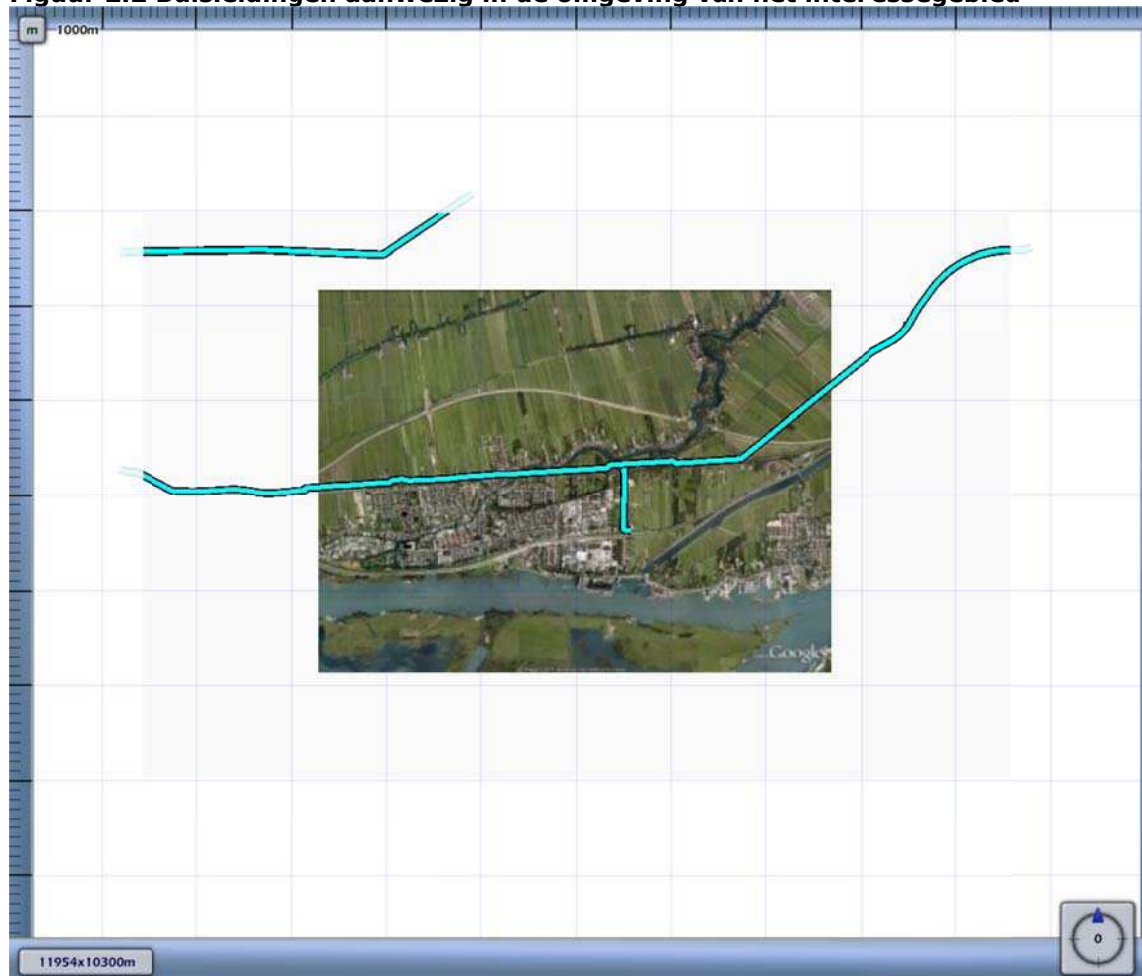 Figuur 2.2 Buisleidingen aanwezig in de omgeving van het interessegebied
m
1000m
Google
0
11954x10300m